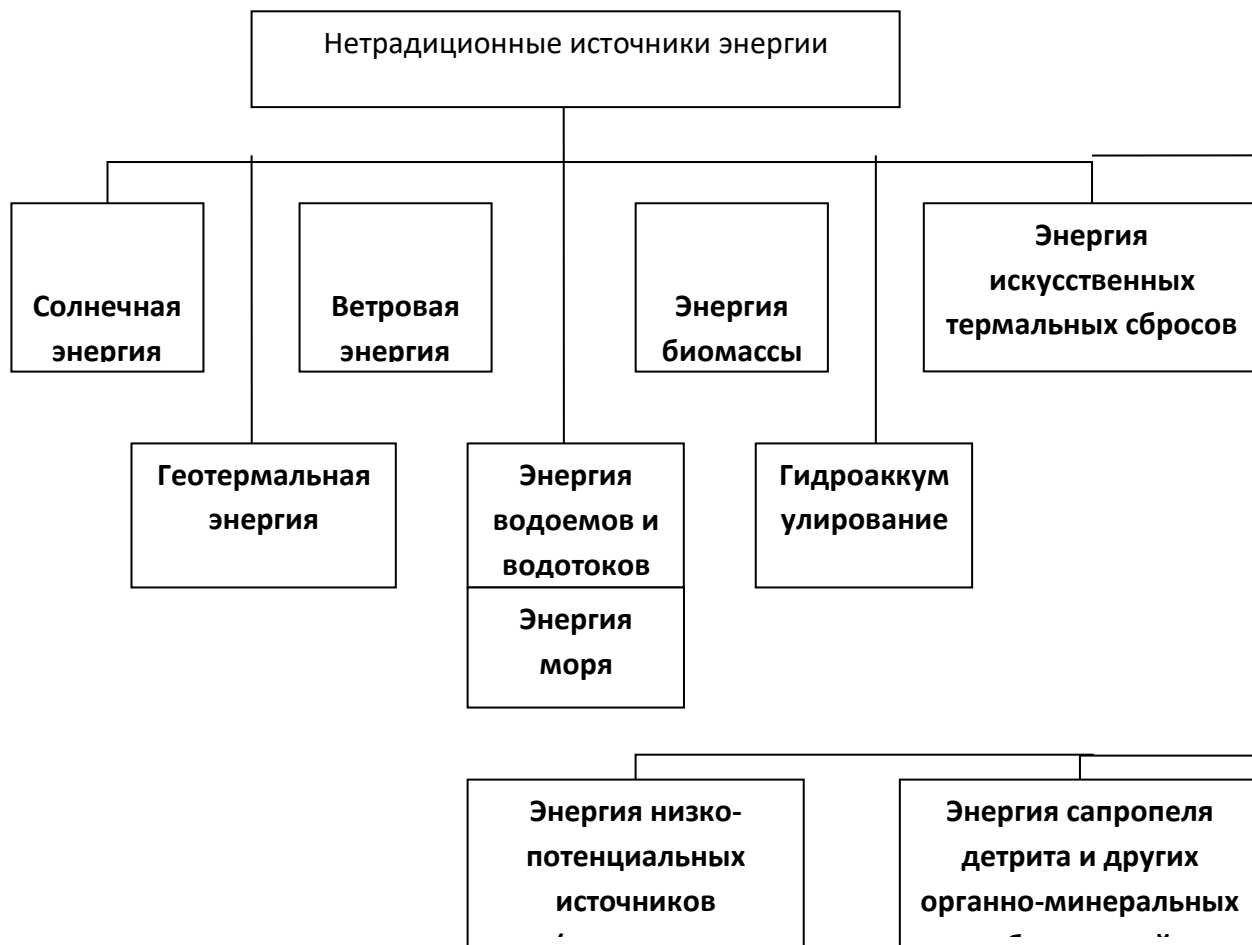 Нетрадиционные источники энергии
Солнечная
энергия
Ветровая
энергия
Энергия
биомассы
Энергия
искусственных
термальных сбросов
Геотермальная
энергия
Энергия
водоемов и
водотоков
Энергия
моря
Гидроаккум
улирование
Энергия низко-
потенциальных
источников
Энергия сапропеля
детрита и других
органно-минеральных